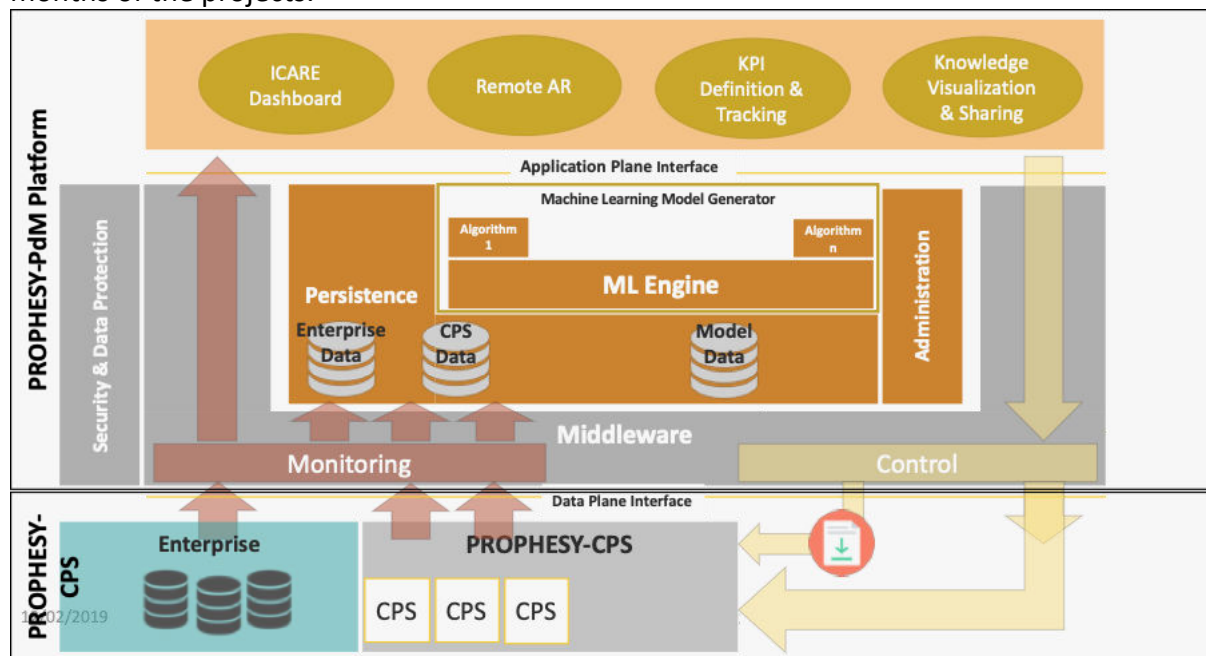 months of the projects.
PROPHESY-PdM Platform
ICARE
Dashboard
Remote AR
KPI
Definition &
Tracking
Knowledge
Visualization
& Sharing
Application Plane Interface
Security & Data Protection
Machine Learning Model Generator
Algorithm
1
Algorithm
n
ML Engine
Persistence
Enterprise
Data
CPS
Data
Model
Data
Administration
Middleware
Monitoring
Control
Data Plane Interface
PROPHESY-
CPS
Enterprise
PROPHESY-CPS
CPS
CPS
CPS
02/2019